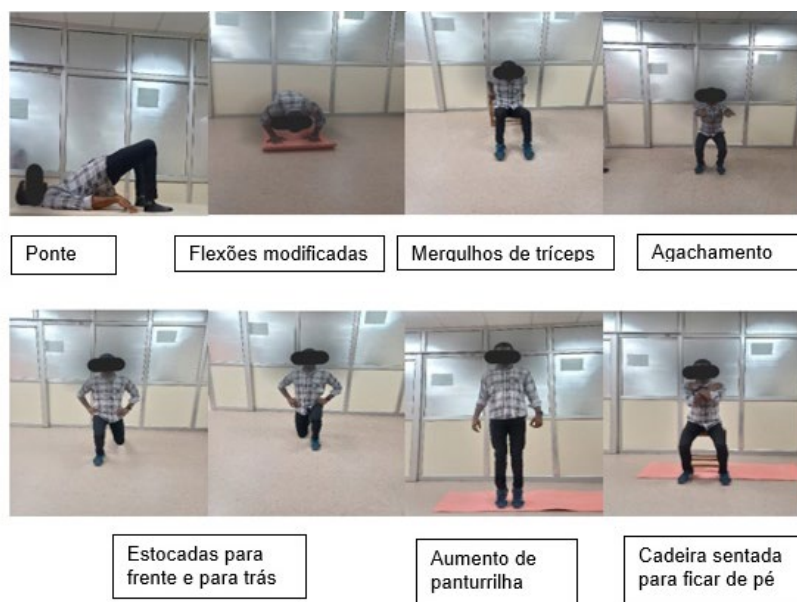 Ponte
Flexões modificadas
Mergulhos de tríceps
Agachamento
Estocadas para
frente e para trás
Aumento de
panturrilha
Cadeira sentada
para ficar de pé